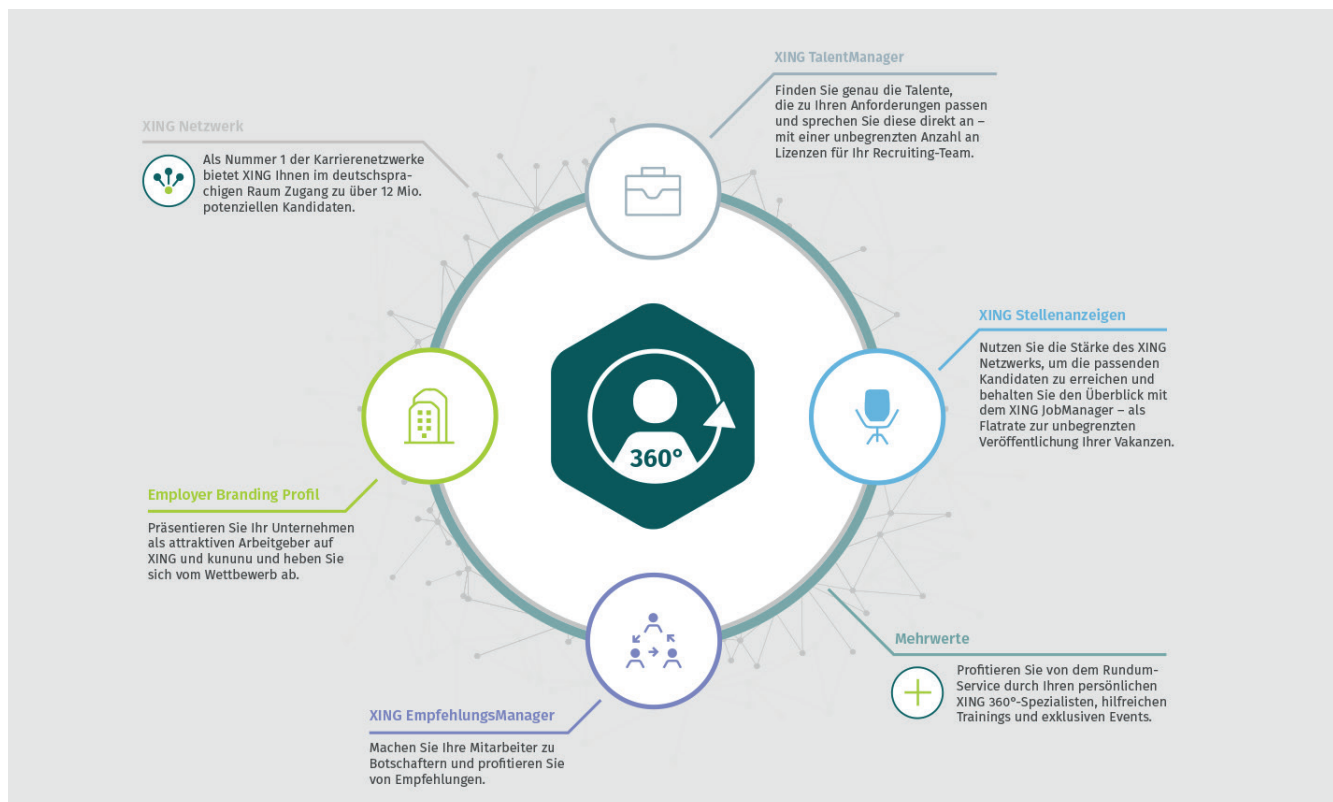 XING TalentManager
Finden Sie genau die Talente,
die zu Ihren Anforderungen passen
und sprechen Sie diese direkt an –
mit einer unbegrenzten Anzahl an
Lizenzen für Ihr Recruiting-Team.
XING Netzwerk
Als Nummer 1 der Karrierenetzwerke
bietet XING Ihnen im deutschspra-
chigen Raum Zugang zu über 12 Mio.
potenziellen Kandidaten.
XING Stellenanzeigen
Nutzen Sie die Stärke des XING
Netzwerks, um die passenden
Kandidaten zu erreichen und
behalten Sie den Überblick mit
dem XING JobManager – als
Flatrate zur unbegrenzten
Veröffentlichung Ihrer Vakanzen.
360°
Employer Branding Profil
Präsentieren Sie Ihr Unternehmen
als attraktiven Arbeitgeber auf
XING und kununu und heben Sie
sich vom Wettbewerb ab.
Mehrwerte
Profitieren Sie von dem Rundum-
Service durch Ihren persönlichen
XING 360°-Spezialisten, hilfreichen
Trainings und exklusiven Events.
XING EmpfehlungsManager
Machen Sie Ihre Mitarbeiter zu
Botschaftern und profitieren Sie
von Empfehlungen.